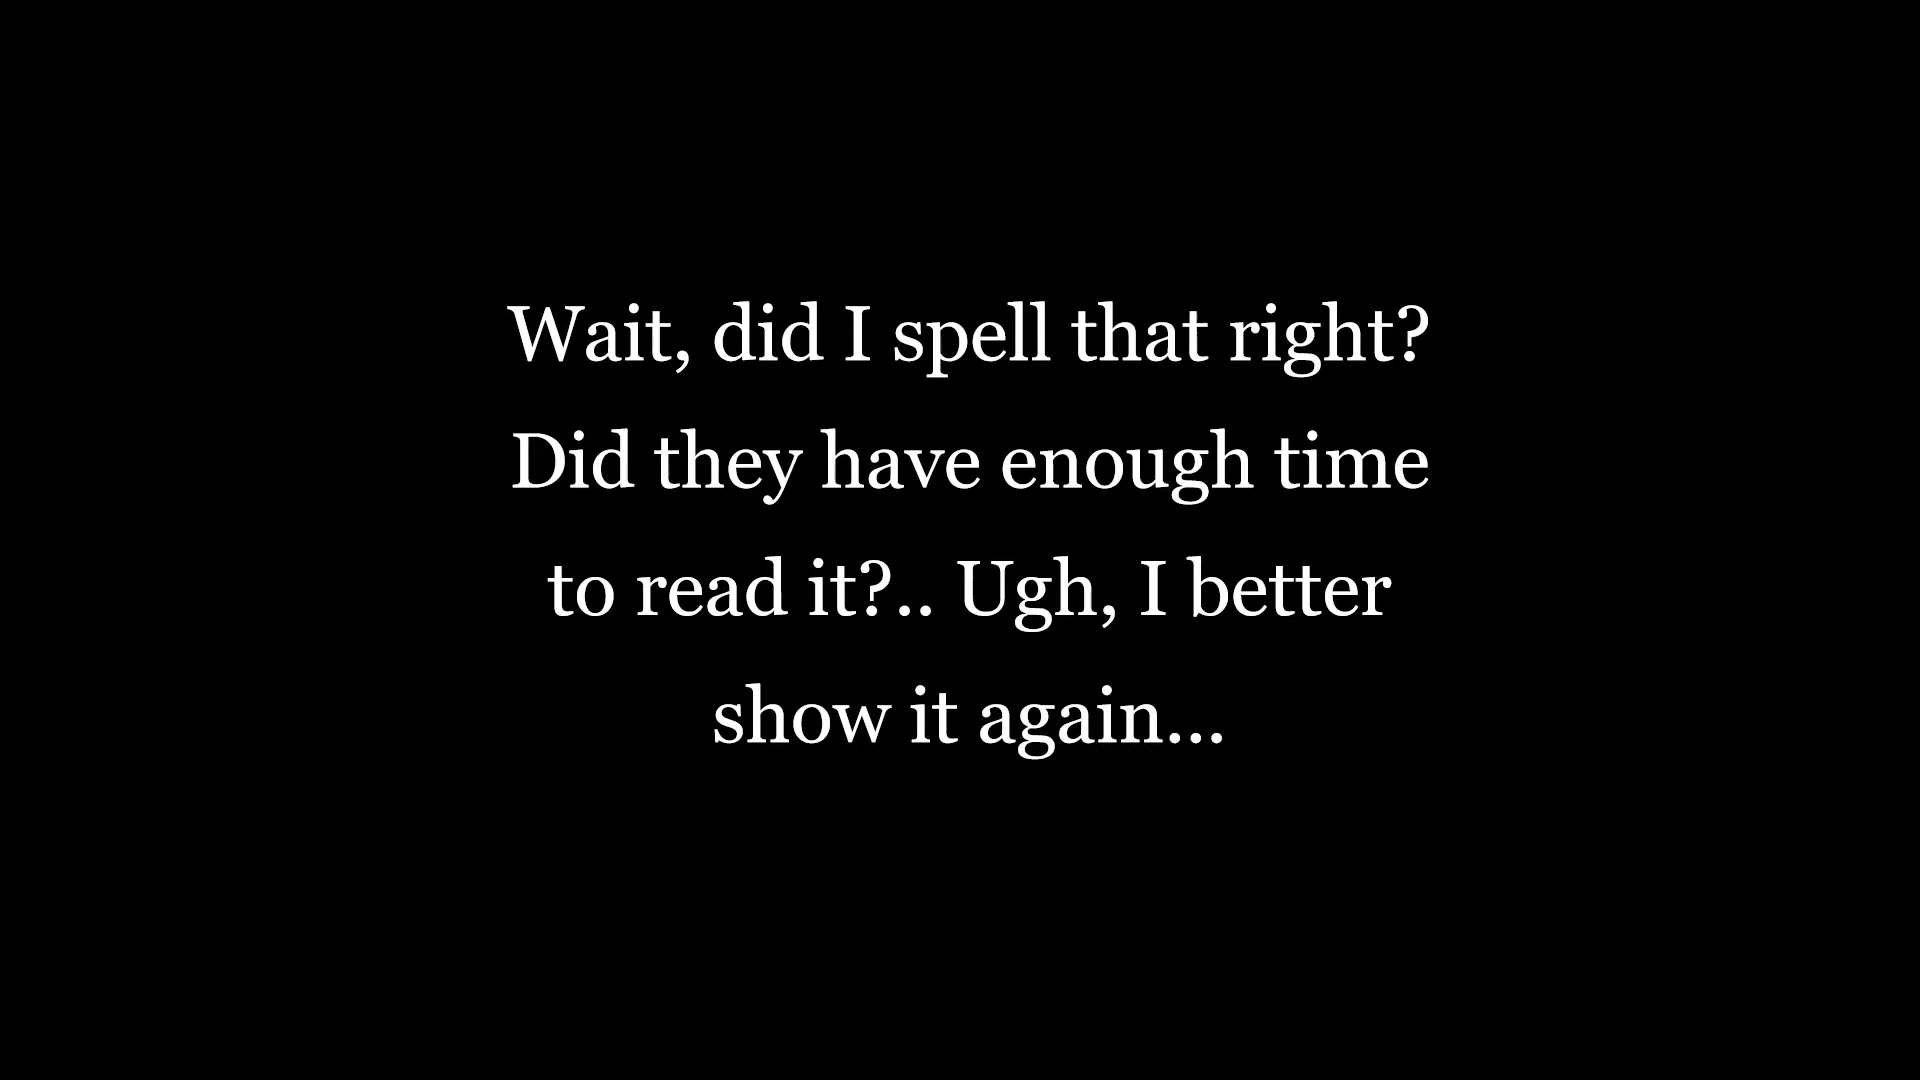 Wait, did I spell that right?
Did they have enough time
to read it?.. Ugh, I better
show it again...